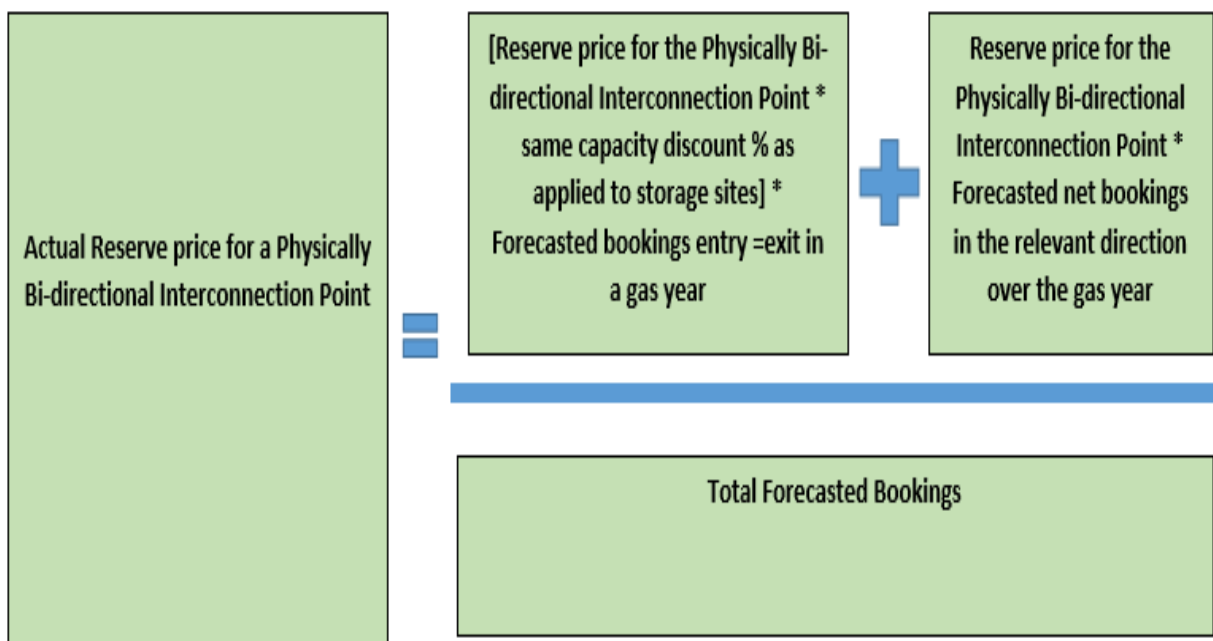 Actual Reserve price for a Physically
Bi-directional Interconnection Point
[Reserve price for the Physically Bi-
directional Interconnection Point *
same capacity discount % as
applied to storage sites] *
Forecasted bookings entry =exit in
a gas year
Reserve price for the
Physically Bi-directional
Interconnection Point *
Forecasted net bookings
in the relevant direction
over the gas year
Total Forecasted Bookings